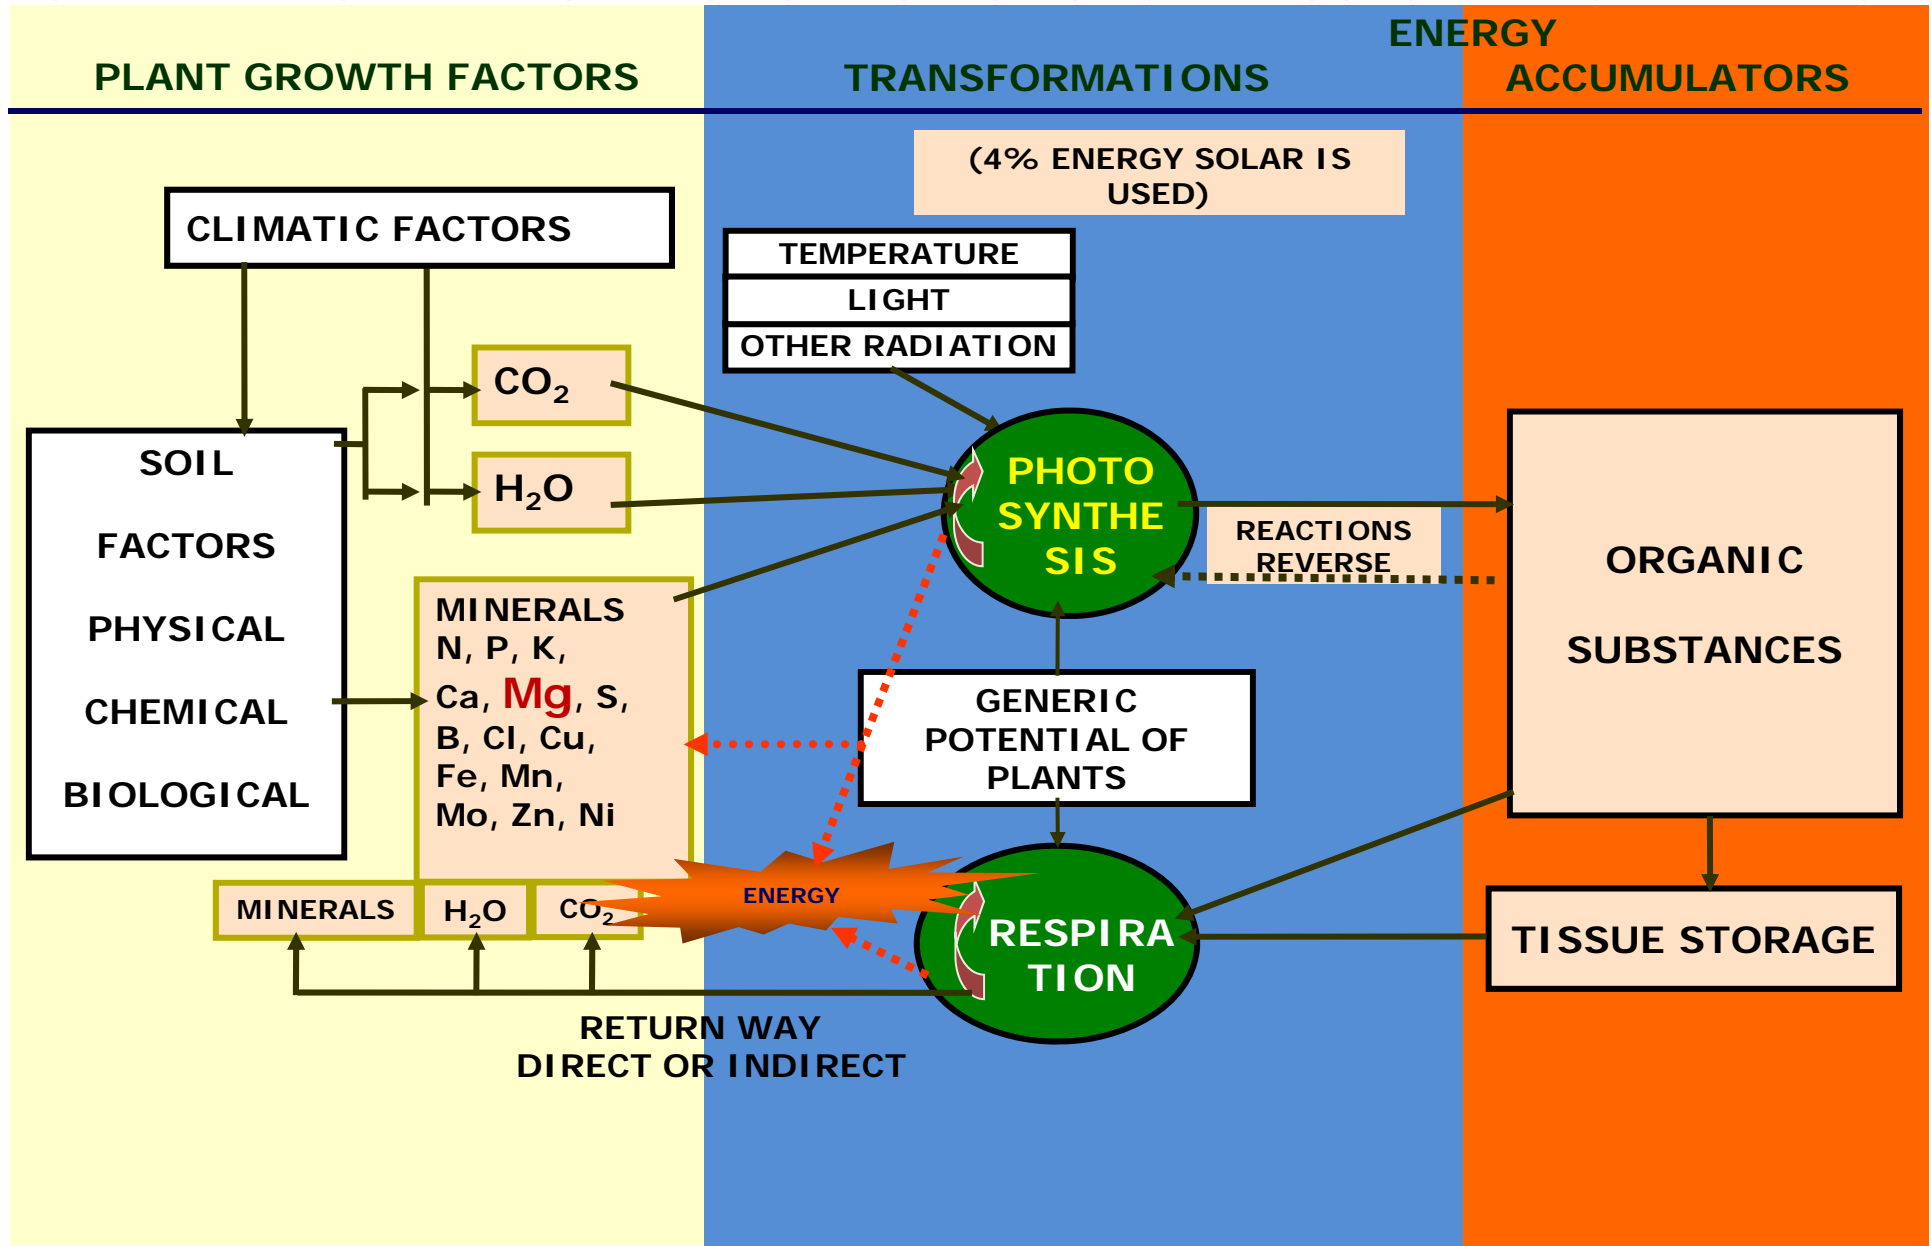 PLANT GROWTH FACTORS
TRANSFORMATIONS
ENERGY
ACCUMULATORS
(4% ENERGY SOLAR IS
USED)
CLIMATIC FACTORS
TEMPERATURE
LIGHT
OTHER RADIATION
CO₂
H₂O
SOIL
FACTORS
PHYSICAL
CHEMICAL
BIOLOGICAL
MINERALS
N, P, K,
Ca, Mg, S,
B, Cl, Cu,
Fe, Mn,
Mo, Zn, Ni
PHOTO
SYNTHE
SIS
REACTIONS
REVERSE
ORGANIC
SUBSTANCES
GENERIC
POTENTIAL OF
PLANTS
MINERALS
H₂O
CO₂
ENERGY
RESPIRA
TION
TISSUE STORAGE
RETURN WAY
DIRECT OR INDIRECT